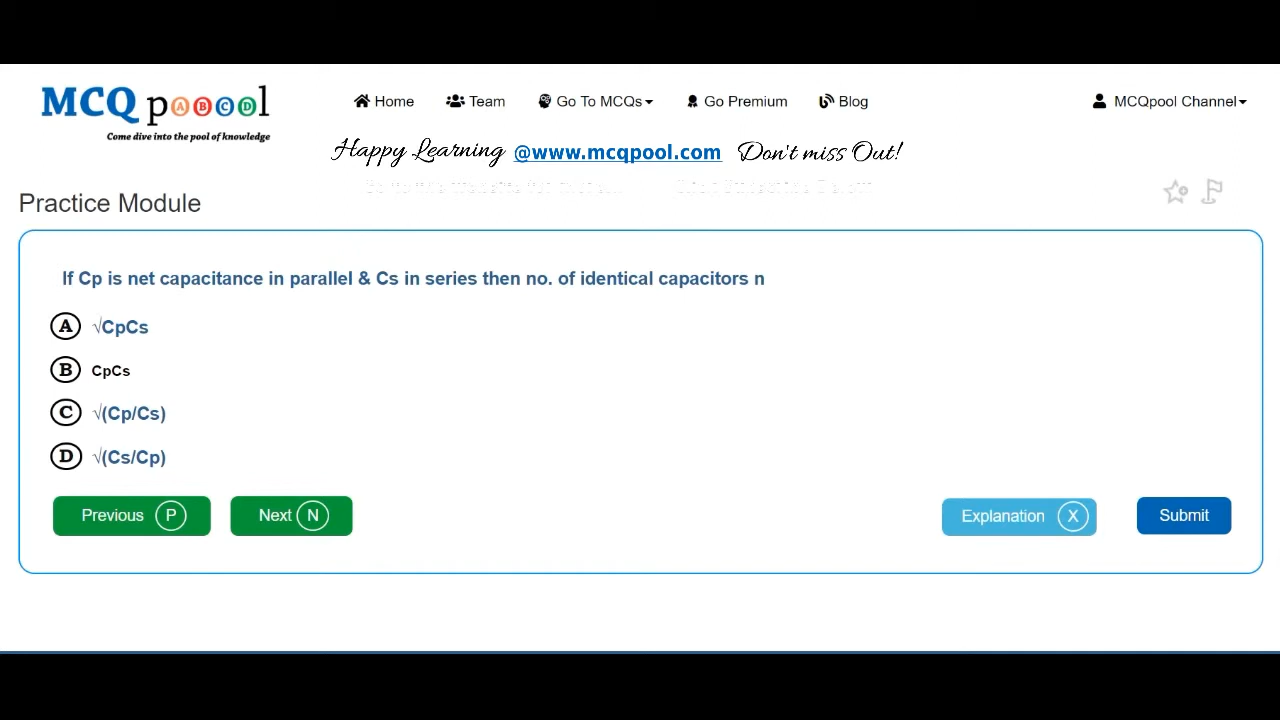 MCQ pool
Come dive into the pool of knowledge
Home Team Go To MCQs Go Premium Blog MCQpool Channel
Happy Learning @www.mcqpool.com Don't miss Out!
Practice Module
If Cp is net capacitance in parallel & Cs in series then no. of identical capacitors n
A √CpCs
B CpCs
C √(Cp/Cs)
D √(Cs/Cp)
Previous P Next N Explanation X Submit